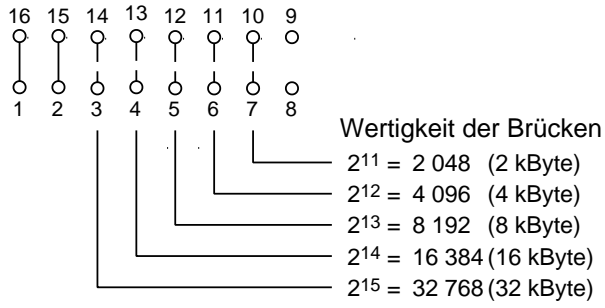 16 15 14 13 12 11 10 9
1 2 3 4 5 6 7 8
Wertigkeit der Brücken
2¹¹ = 2 048 (2 kByte)
2¹² = 4 096 (4 kByte)
2¹³ = 8 192 (8 kByte)
2¹⁴ = 16 384 (16 kByte)
2¹⁵ = 32 768 (32 kByte)